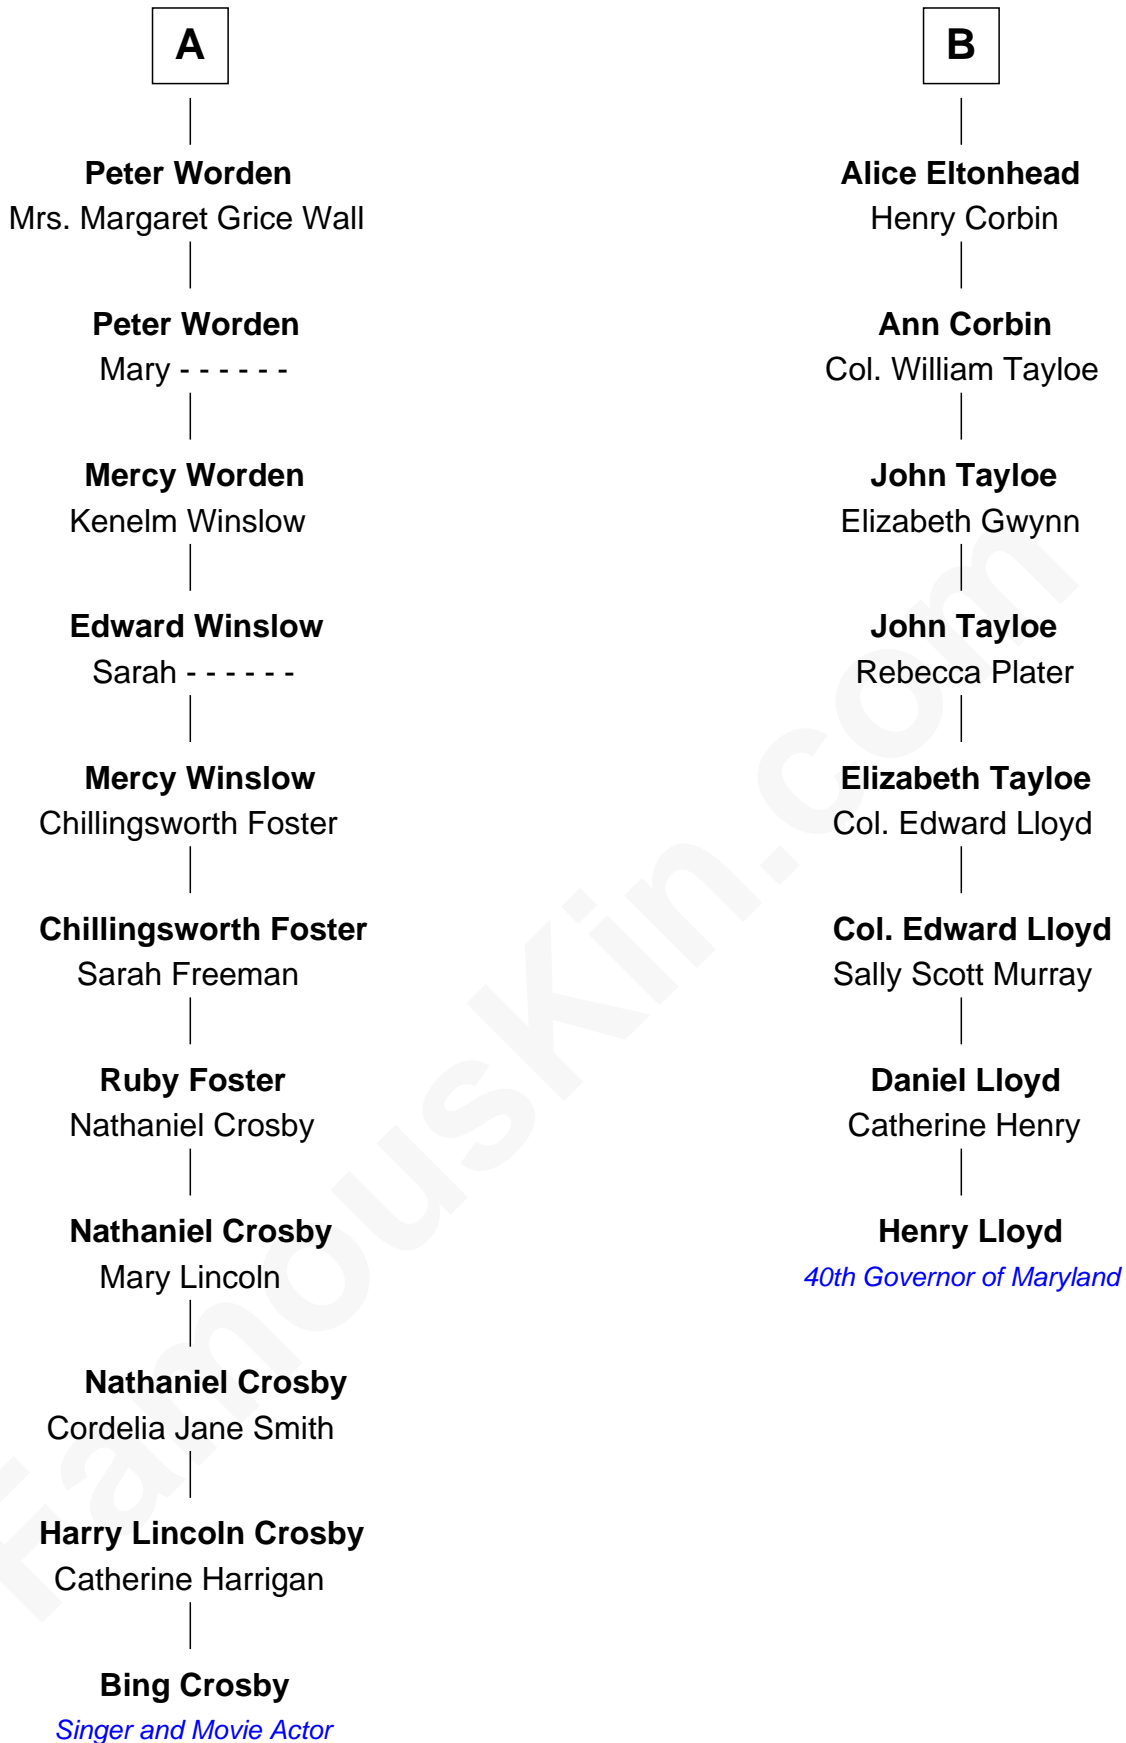 A
Peter Worden
Mrs. Margaret Grice Wall
Peter Worden
Mary - - - - - -
Mercy Worden
Kenelm Winslow
Edward Winslow
Sarah - - - - - -
Mercy Winslow
Chillingsworth Foster
Chillingsworth Foster
Sarah Freeman
Ruby Foster
Nathaniel Crosby
Nathaniel Crosby
Mary Lincoln
Nathaniel Crosby
Cordelia Jane Smith
Harry Lincoln Crosby
Catherine Harrigan
Bing Crosby
Singer and Movie Actor
B
Alice Eltonhead
Henry Corbin
Ann Corbin
Col. William Tayloe
John Tayloe
Elizabeth Gwynn
John Tayloe
Rebecca Plater
Elizabeth Tayloe
Col. Edward Lloyd
Col. Edward Lloyd
Sally Scott Murray
Daniel Lloyd
Catherine Henry
Henry Lloyd
40th Governor of Maryland
FamousKin.com